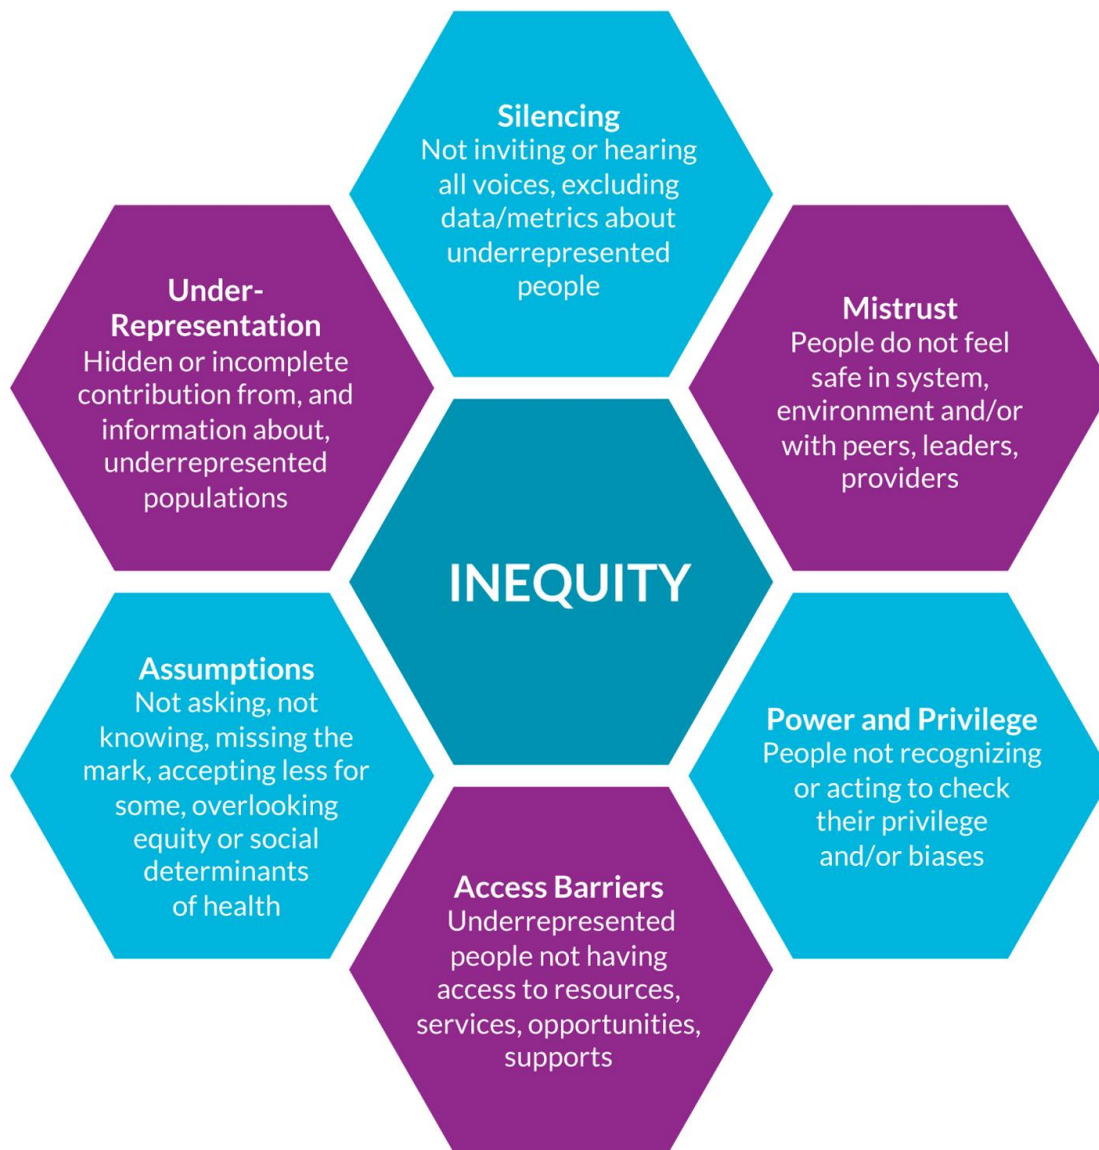 Silencing
Not inviting or hearing
all voices, excluding
data/metrics about
underrepresented
people
Under-
Representation
Hidden or incomplete
contribution from, and
information about,
underrepresented
populations
Mistrust
People do not feel
safe in system,
environment and/or
with peers, leaders,
providers
INEQUITY
Assumptions
Not asking, not
knowing, missing the
mark, accepting less for
some, overlooking
equity or social
determinants
of health
Power and Privilege
People not recognizing
or acting to check
their privilege
and/or biases
Access Barriers
Underrepresented
people not having
access to resources,
services, opportunities,
supports